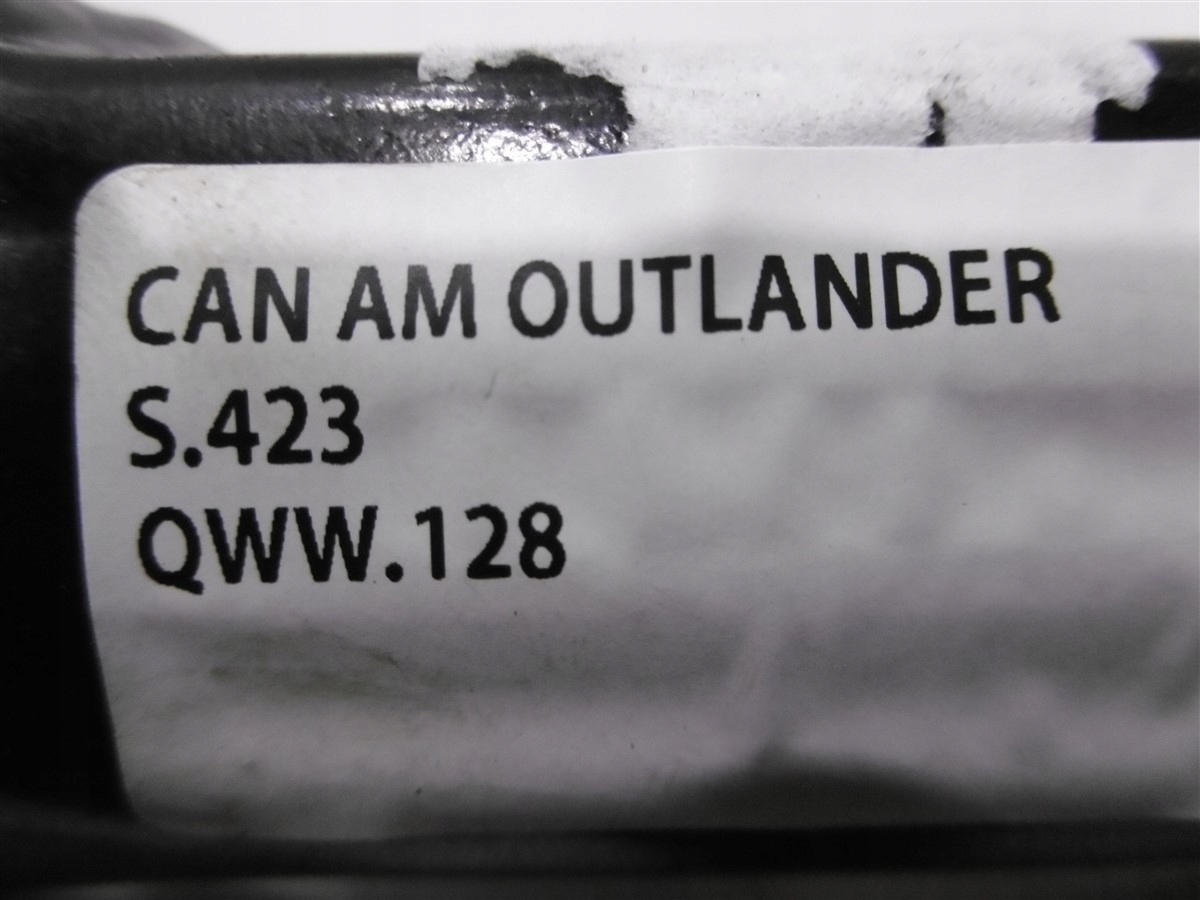 CAN AM OUTLANDER
S.423
QWW.128